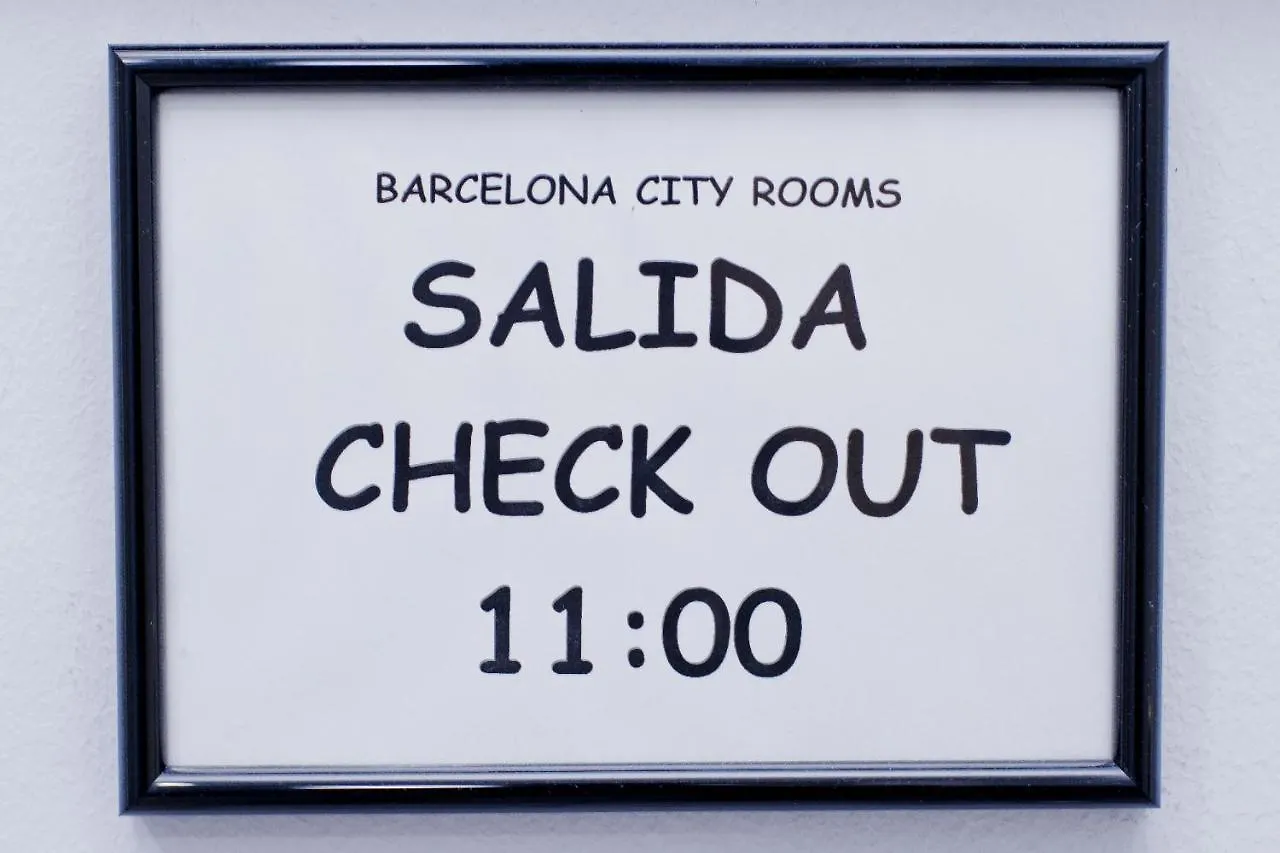 BARCELONA CITY ROOMS
SALIDA
CHECK OUT
11:00